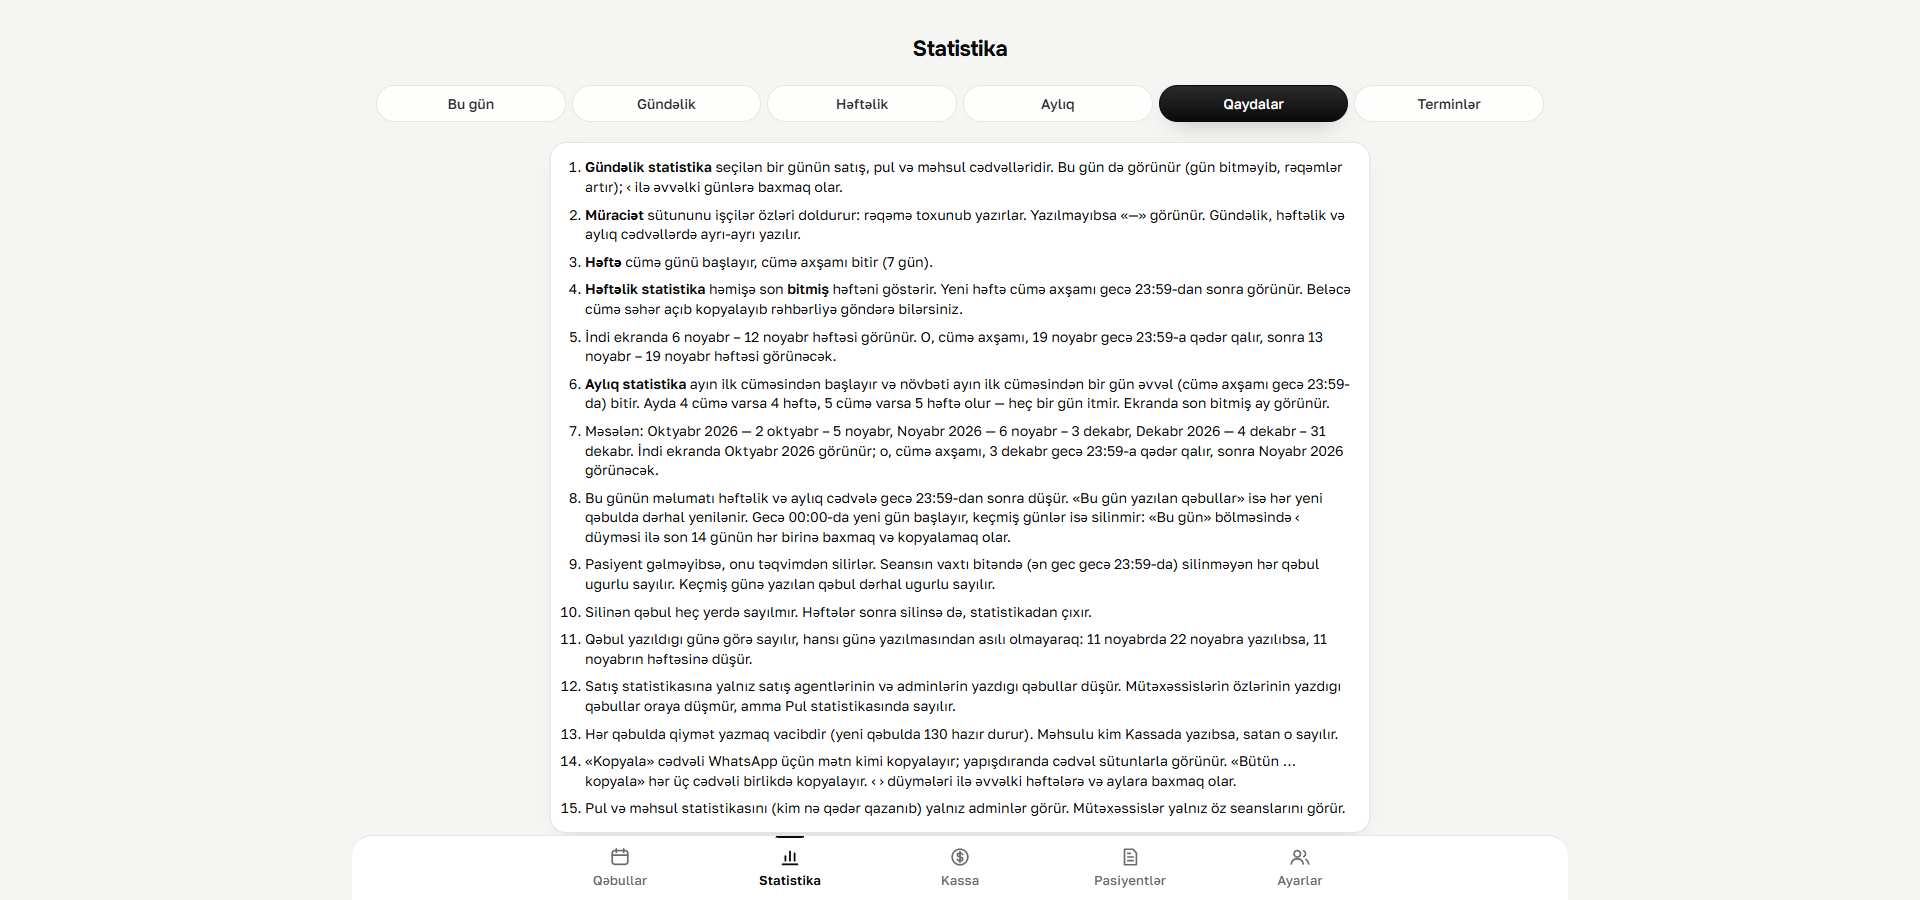 Statistika
Bu gün
Gündəlik
Həftəlik
Aylıq
Qaydalar
Terminlər
1. Gündəlik statistika seçilən bir günün satış, pul və məhsul cədvəlləridir. Bu gün də görünür (gün bitməyib, rəqəmlər
artır); ‹ ilə əvvəlki günlərə baxmaq olar.
2. Müraciət sütununu işçilər özləri doldurur: rəqəmə toxunub yazırlar. Yazılmayıbsa «—» görünür. Gündəlik, həftəlik və
aylıq cədvəllərdə ayrı-ayrı yazılır.
3. Həftə cümə günü başlayır, cümə axşamı bitir (7 gün).
4. Həftəlik statistika həmişə son bitmiş həftəni göstərir. Yeni həftə cümə axşamı gecə 23:59-dan sonra görünür. Beləcə
cümə səhər açıb kopyalayıb rəhbərliyə göndərə bilərsiniz.
5. İndi ekranda 6 noyabr – 12 noyabr həftəsi görünür. O, cümə axşamı, 19 noyabr gecə 23:59-a qədər qalır, sonra 13
noyabr – 19 noyabr həftəsi görünəcək.
6. Aylıq statistika ayın ilk cüməsindən başlayır və növbəti ayın ilk cüməsindən bir gün əvvəl (cümə axşamı gecə 23:59-
da) bitir. Ayda 4 cümə varsa 4 həftə, 5 cümə varsa 5 həftə olur — heç bir gün itmir. Ekranda son bitmiş ay görünür.
7. Məsələn: Oktyabr 2026 — 2 oktyabr – 5 noyabr, Noyabr 2026 — 6 noyabr – 3 dekabr, Dekabr 2026 — 4 dekabr – 31
dekabr. İndi ekranda Oktyabr 2026 görünür; o, cümə axşamı, 3 dekabr gecə 23:59-a qədər qalır, sonra Noyabr 2026
görünəcək.
8. Bu günün məlumatı həftəlik və aylıq cədvələ gecə 23:59-dan sonra düşür. «Bu gün yazılan qəbullar» isə hər yeni
qəbulda dərhal yenilənir. Gecə 00:00-da yeni gün başlayır, keçmiş günlər isə silinmir: «Bu gün» bölməsində ‹
düyməsi ilə son 14 günün hər birinə baxmaq və kopyalamaq olar.
9. Pasiyent gəlməyibsə, onu təqvimdən silirlər. Seansın vaxtı bitəndə (ən gec gecə 23:59-da) silinməyən hər qəbul
uğurlu sayılır. Keçmiş günə yazılan qəbul dərhal uğurlu sayılır.
10. Silinən qəbul heç yerdə sayılmır. Həftələr sonra silinsə də, statistikadan çıxır.
11. Qəbul yazıldığı günə görə sayılır, hansı günə yazılmasından asılı olmayaraq: 11 noyabrda 22 noyabra yazılıbsa, 11
noyabrın həftəsinə düşür.
12. Satış statistikasına yalnız satış agentlərinin və adminlərin yazdığı qəbullar düşür. Mütəxəssislərin özlərinin yazdığı
qəbullar oraya düşmür, amma Pul statistikasında sayılır.
13. Hər qəbulda qiymət yazmaq vacibdir (yeni qəbulda 130 hazır durur). Məhsulu kim Kassada yazıbsa, satan o sayılır.
14. «Kopyala» cədvəli WhatsApp üçün mətn kimi kopyalayır; yapışdıranda cədvəl sütunlarla görünür. «Bütün ...
kopyala» hər üç cədvəli birlikdə kopyalayır. ‹ › düymələri ilə əvvəlki həftələrə və aylara baxmaq olar.
15. Pul və məhsul statistikasını (kim nə qədər qazanıb) yalnız adminlər görür. Mütəxəssislər yalnız öz seanslarını görür.
Qəbullar
Statistika
Kassa
Pasiyentlər
Ayarlar